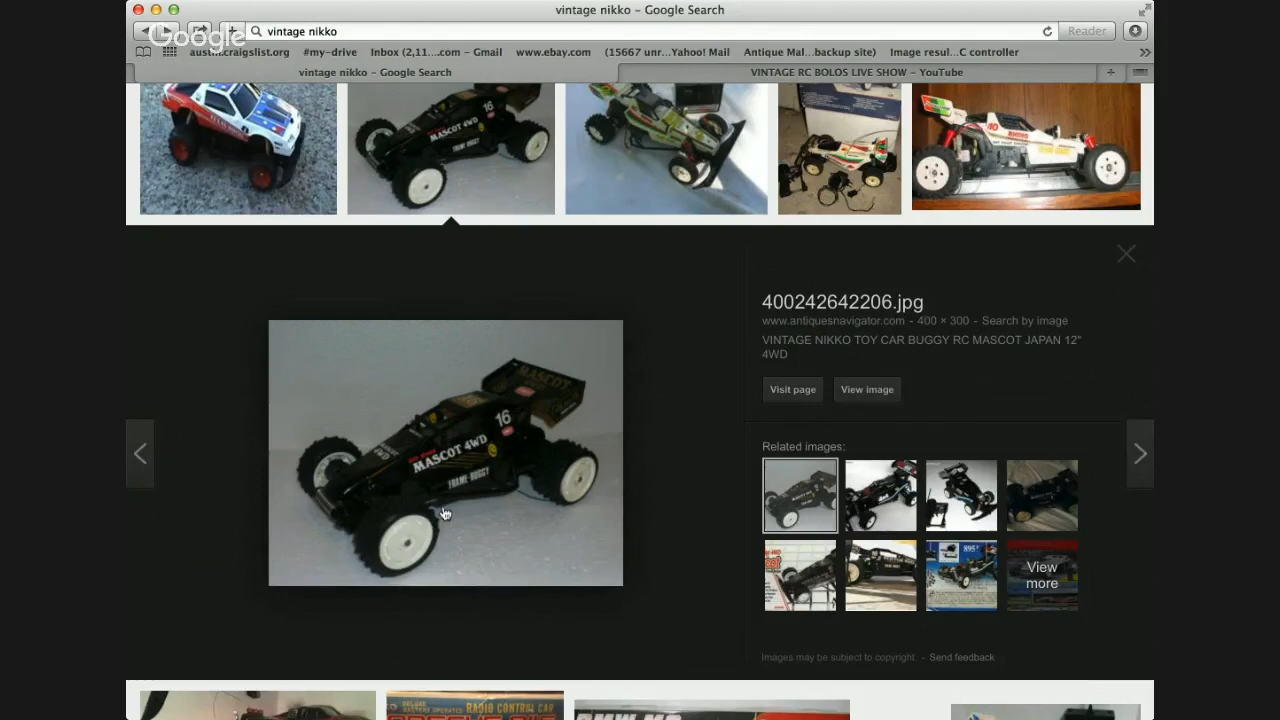 vintage nikko – Google Search
vintage nikko
Reader
Google
austin.craigslist.org
#my-drive
Inbox (2,11....com – Gmail
www.ebay.com
(15667 unr...Yahoo! Mail
Antique Mal...backup site)
Image resul...C controller
vintage nikko – Google Search
VINTAGE RC BOLOS LIVE SHOW – YouTube
16
MASCOT 4WD
FRAME-BUGGY
400242642206.jpg
www.antiquesnavigator.com - 400 × 300 - Search by image
VINTAGE NIKKO TOY CAR BUGGY RC MASCOT JAPAN 12"
4WD
Visit page
View image
MASCOT
16
MASCOT 4WD
FRAME-BUGGY
Related images:
View
more
Images may be subject to copyright. - Send feedback
RADIO CONTROL CAR